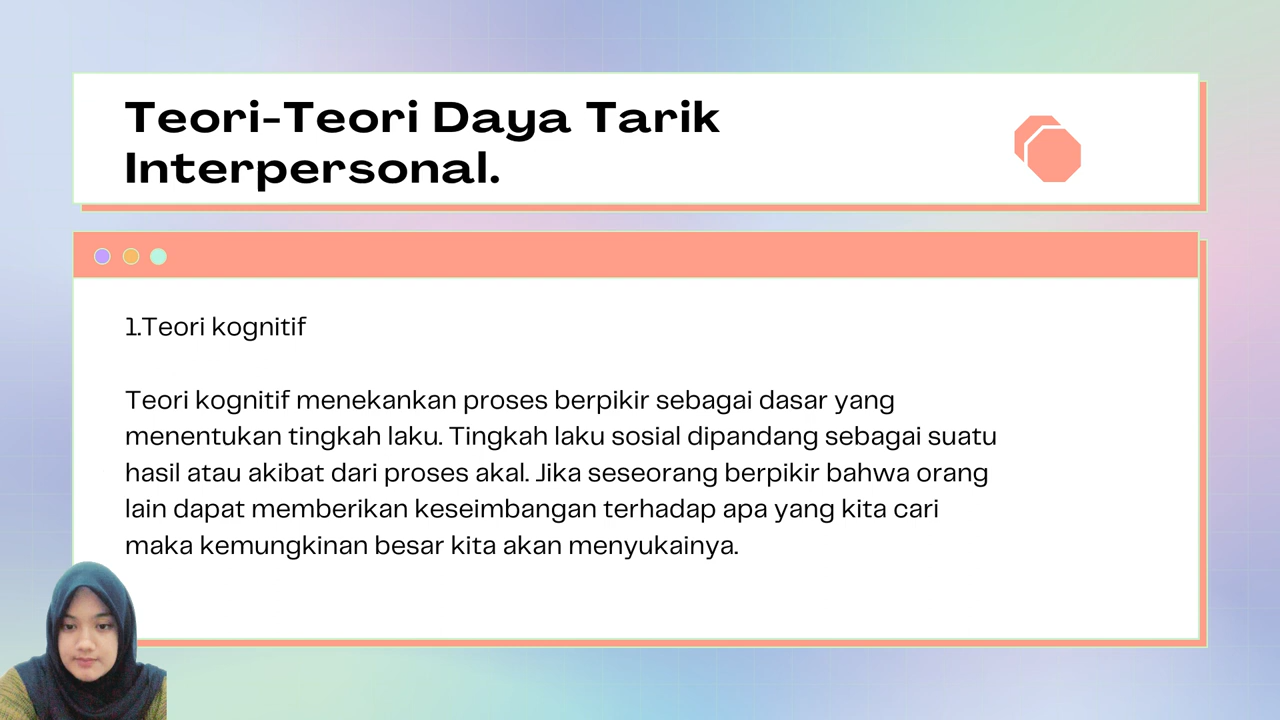 Teori-Teori Daya Tarik
Interpersonal.
1.Teori kognitif
Teori kognitif menekankan proses berpikir sebagai dasar yang
menentukan tingkah laku. Tingkah laku sosial dipandang sebagai suatu
hasil atau akibat dari proses akal. Jika seseorang berpikir bahwa orang
lain dapat memberikan keseimbangan terhadap apa yang kita cari
maka kemungkinan besar kita akan menyukainya.